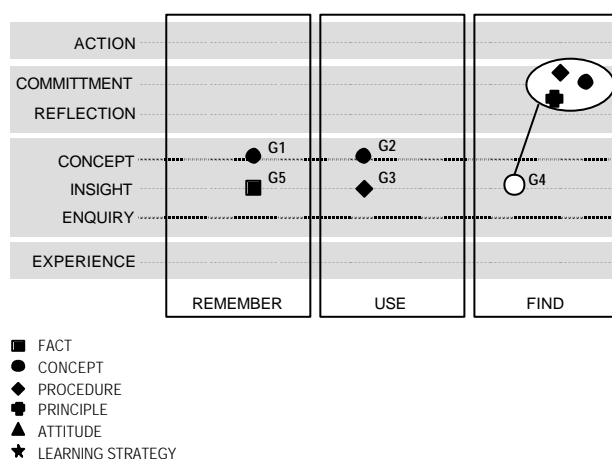 ACTION
COMMITTMENT
REFLECTION
CONCEPT
INSIGHT
ENQUIRY
EXPERIENCE
G1
G2
G5
G3
G4
REMEMBER
USE
FIND
FACT
CONCEPT
PROCEDURE
PRINCIPLE
ATTITUDE
LEARNING STRATEGY